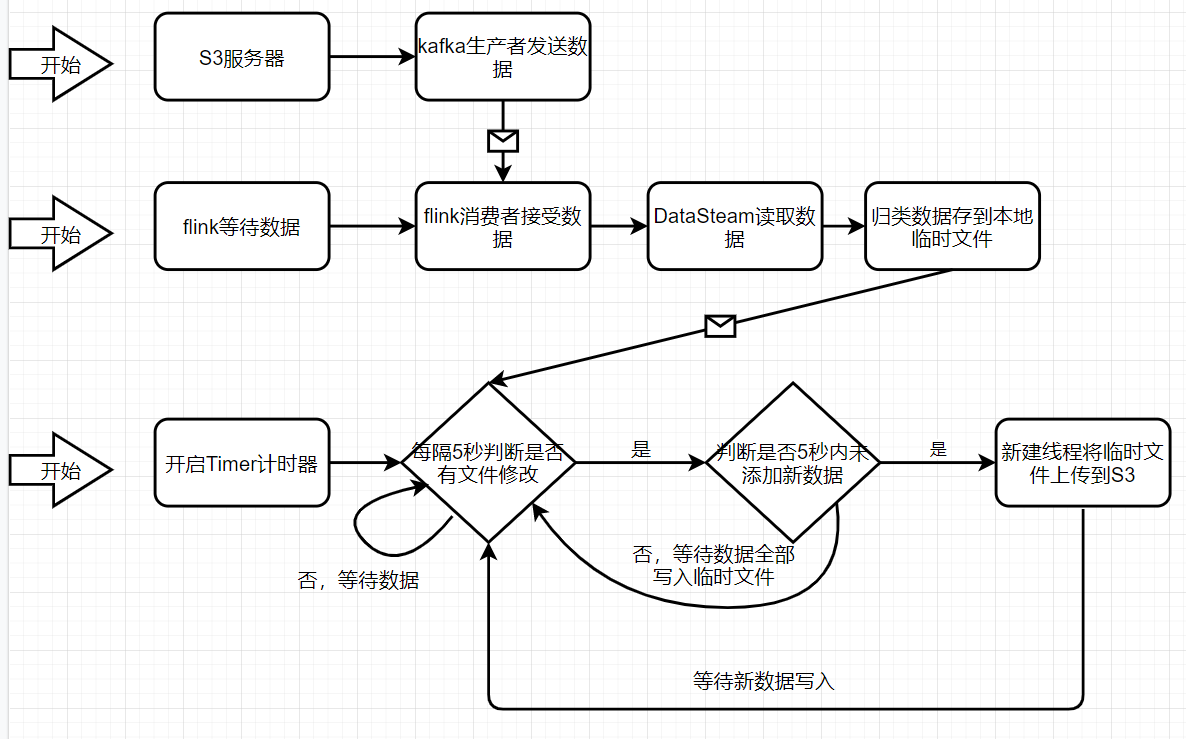 开始
S3服务器
kafka生产者发送数
据
开始
flink等待数据
flink消费者接受数
据
DataSteam读取数
据
归类数据存到本地
临时文件
开始
开启Timer计时器
每隔5秒判断是否
有文件修改
是
判断是否5秒内未
添加新数据
是
新建线程将临时文
件上传到S3
否，等待数据
否，等待数据全部
写入临时文件
等待新数据写入